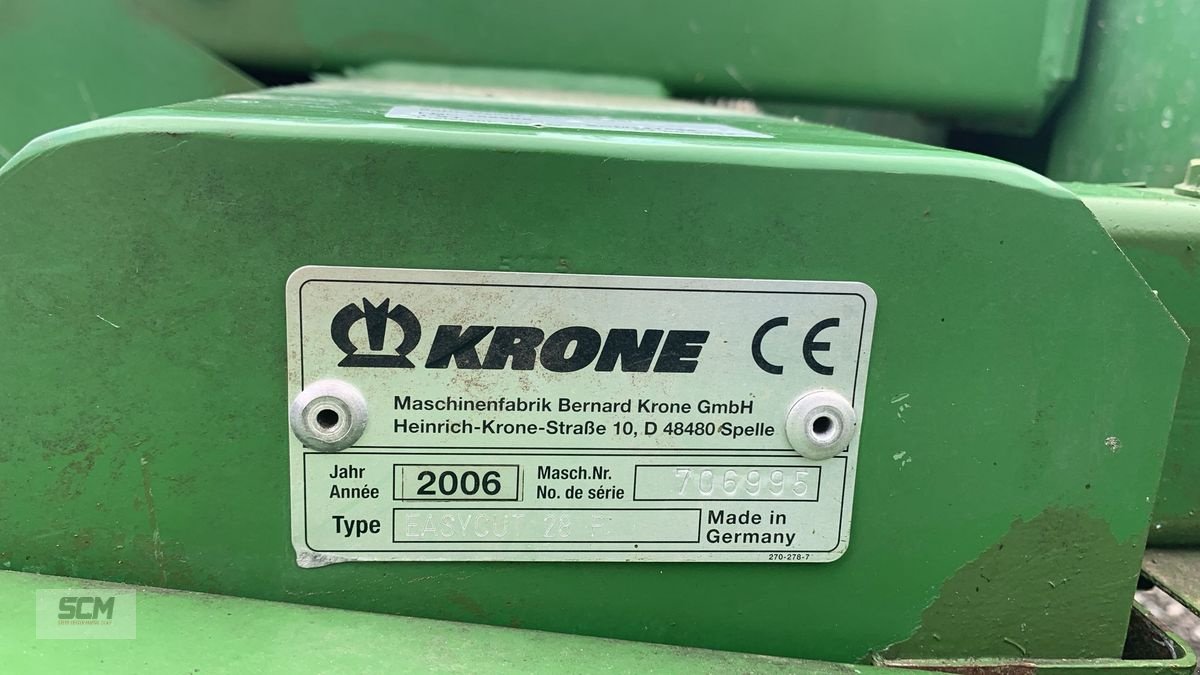 KRONE CE
Maschinenfabrik Bernard Krone GmbH
Heinrich-Krone-Straße 10, D 48480 Spelle
Jahr
Année
2006
Masch.Nr.
No. de série
706995
Type
EASYCUT 28
Made in
Germany
270-278-7
SCM